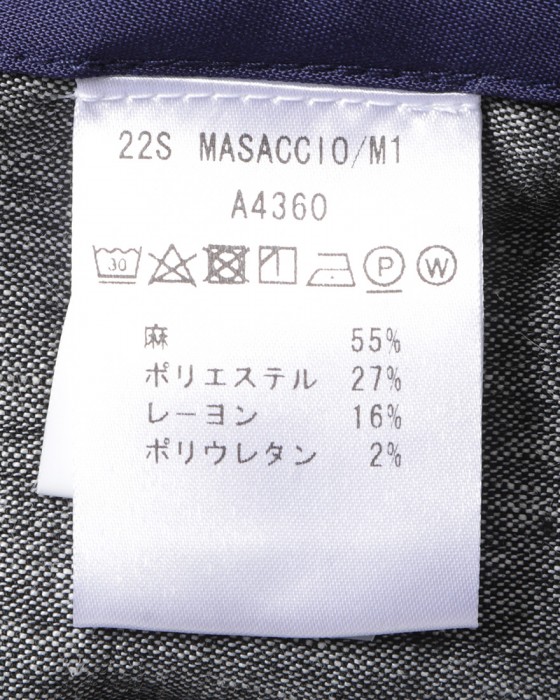 22S MASACCIO/M1
A4360
30 P W
麻 55%
ポリエステル 27%
レーヨン 16%
ポリウレタン 2%